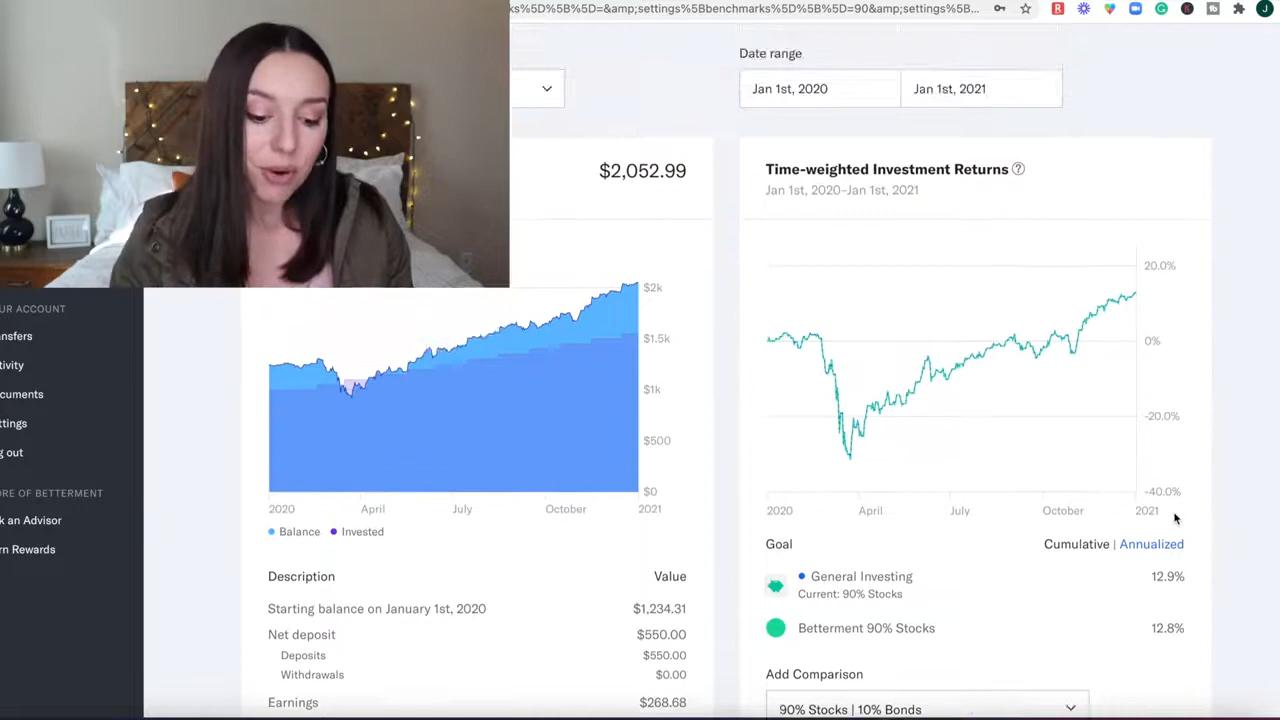 ks%5D%5B%5D=&amp;settings%5Bbenchmarks%5D%5B%5D=90&amp;settings%5B...
Date range
Jan 1st, 2020
Jan 1st, 2021
$2,052.99
Time-weighted Investment Returns ?
Jan 1st, 2020–Jan 1st, 2021
$2k
$1.5k
$1k
$500
$0
2020 April July October 2021
Balance Invested
20.0%
0%
-20.0%
-40.0%
2020 April July October 2021
UR ACCOUNT
ansfers
tivity
cuments
ttings
g out
ORE OF BETTERMENT
k an Advisor
rn Rewards
Description Value
Starting balance on January 1st, 2020 $1,234.31
Net deposit $550.00
Deposits $550.00
Withdrawals $0.00
Earnings $268.68
Goal Cumulative | Annualized
General Investing 12.9%
Current: 90% Stocks
Betterment 90% Stocks 12.8%
Add Comparison
90% Stocks | 10% Bonds